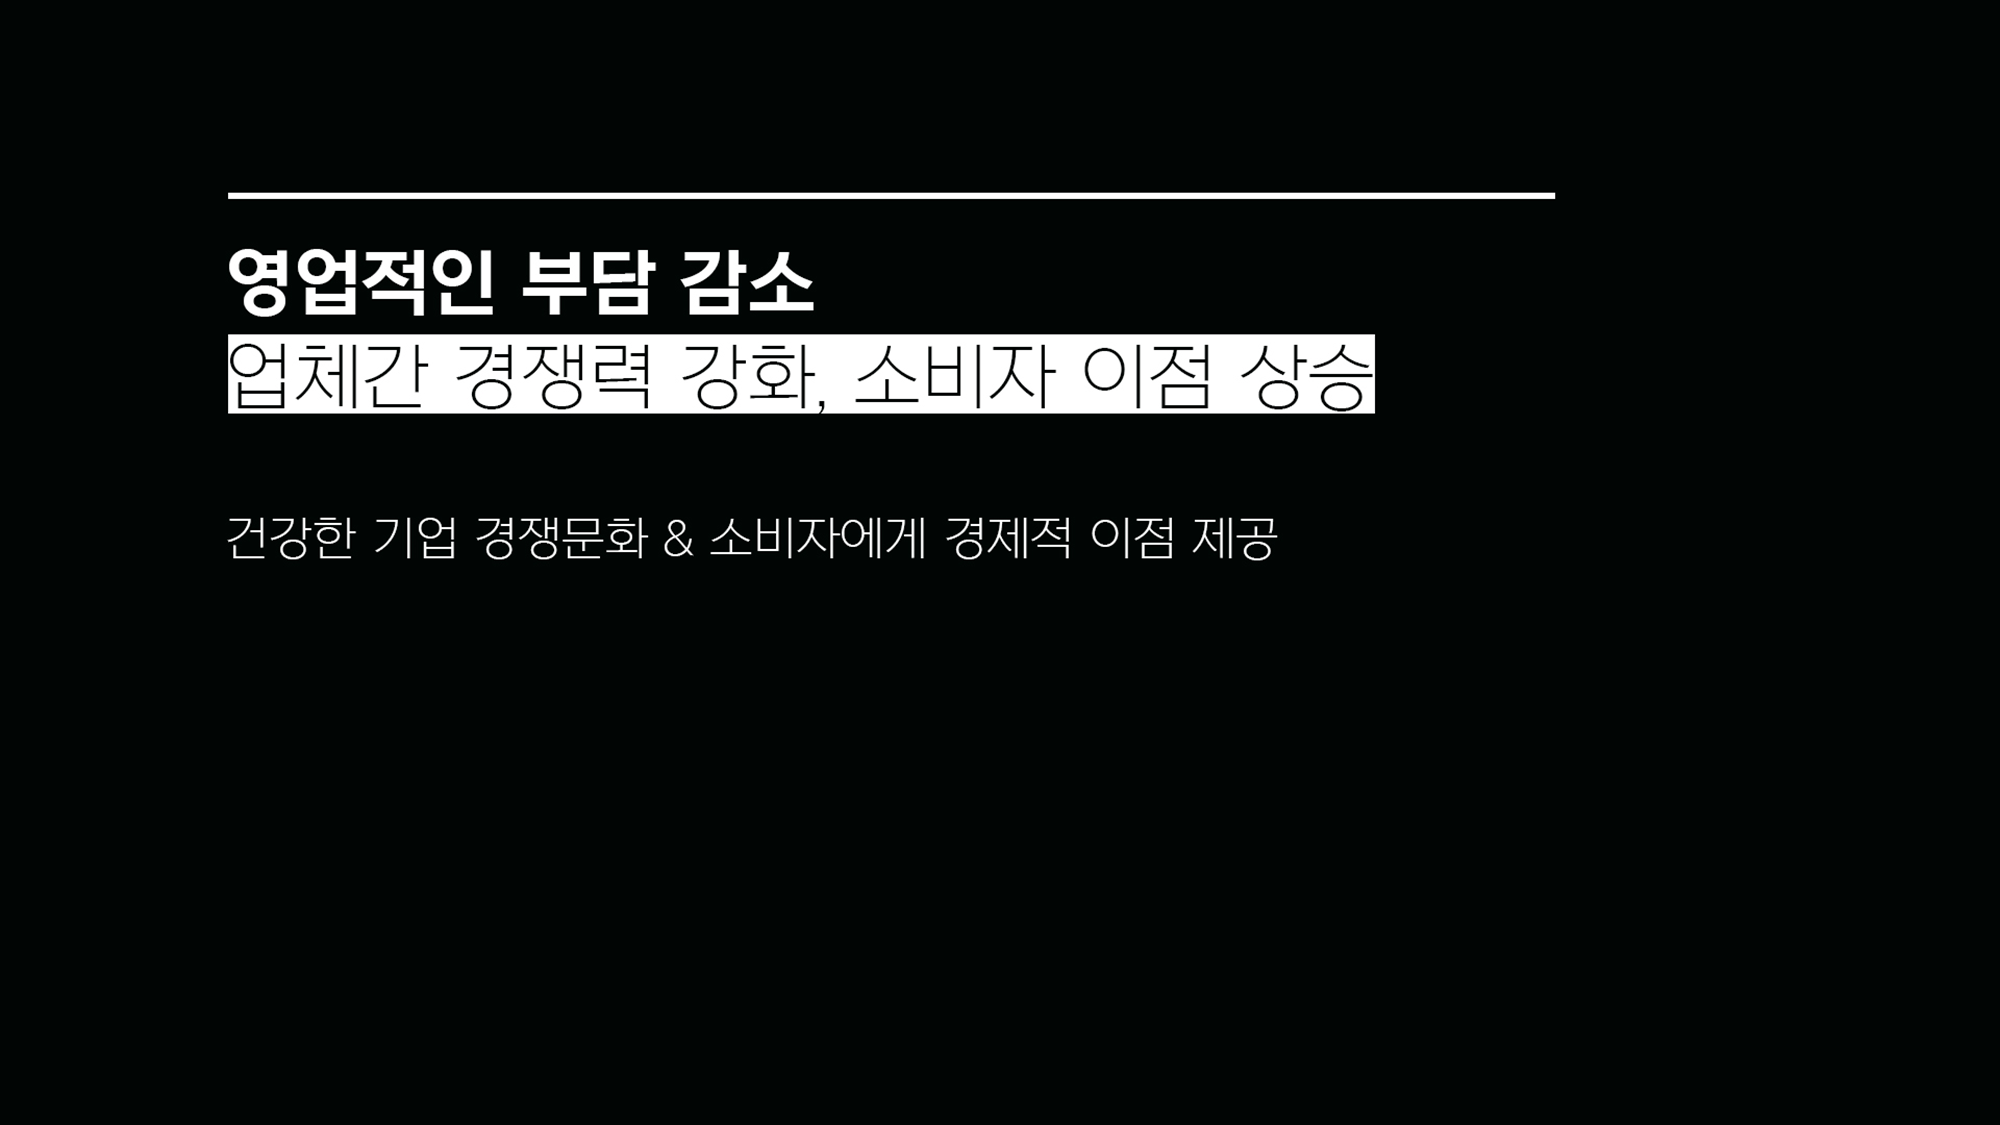 영업적인 부담 감소
업체간 경쟁력 강화, 소비자 이점 상승
건강한 기업 경쟁문화 & 소비자에게 경제적 이점 제공